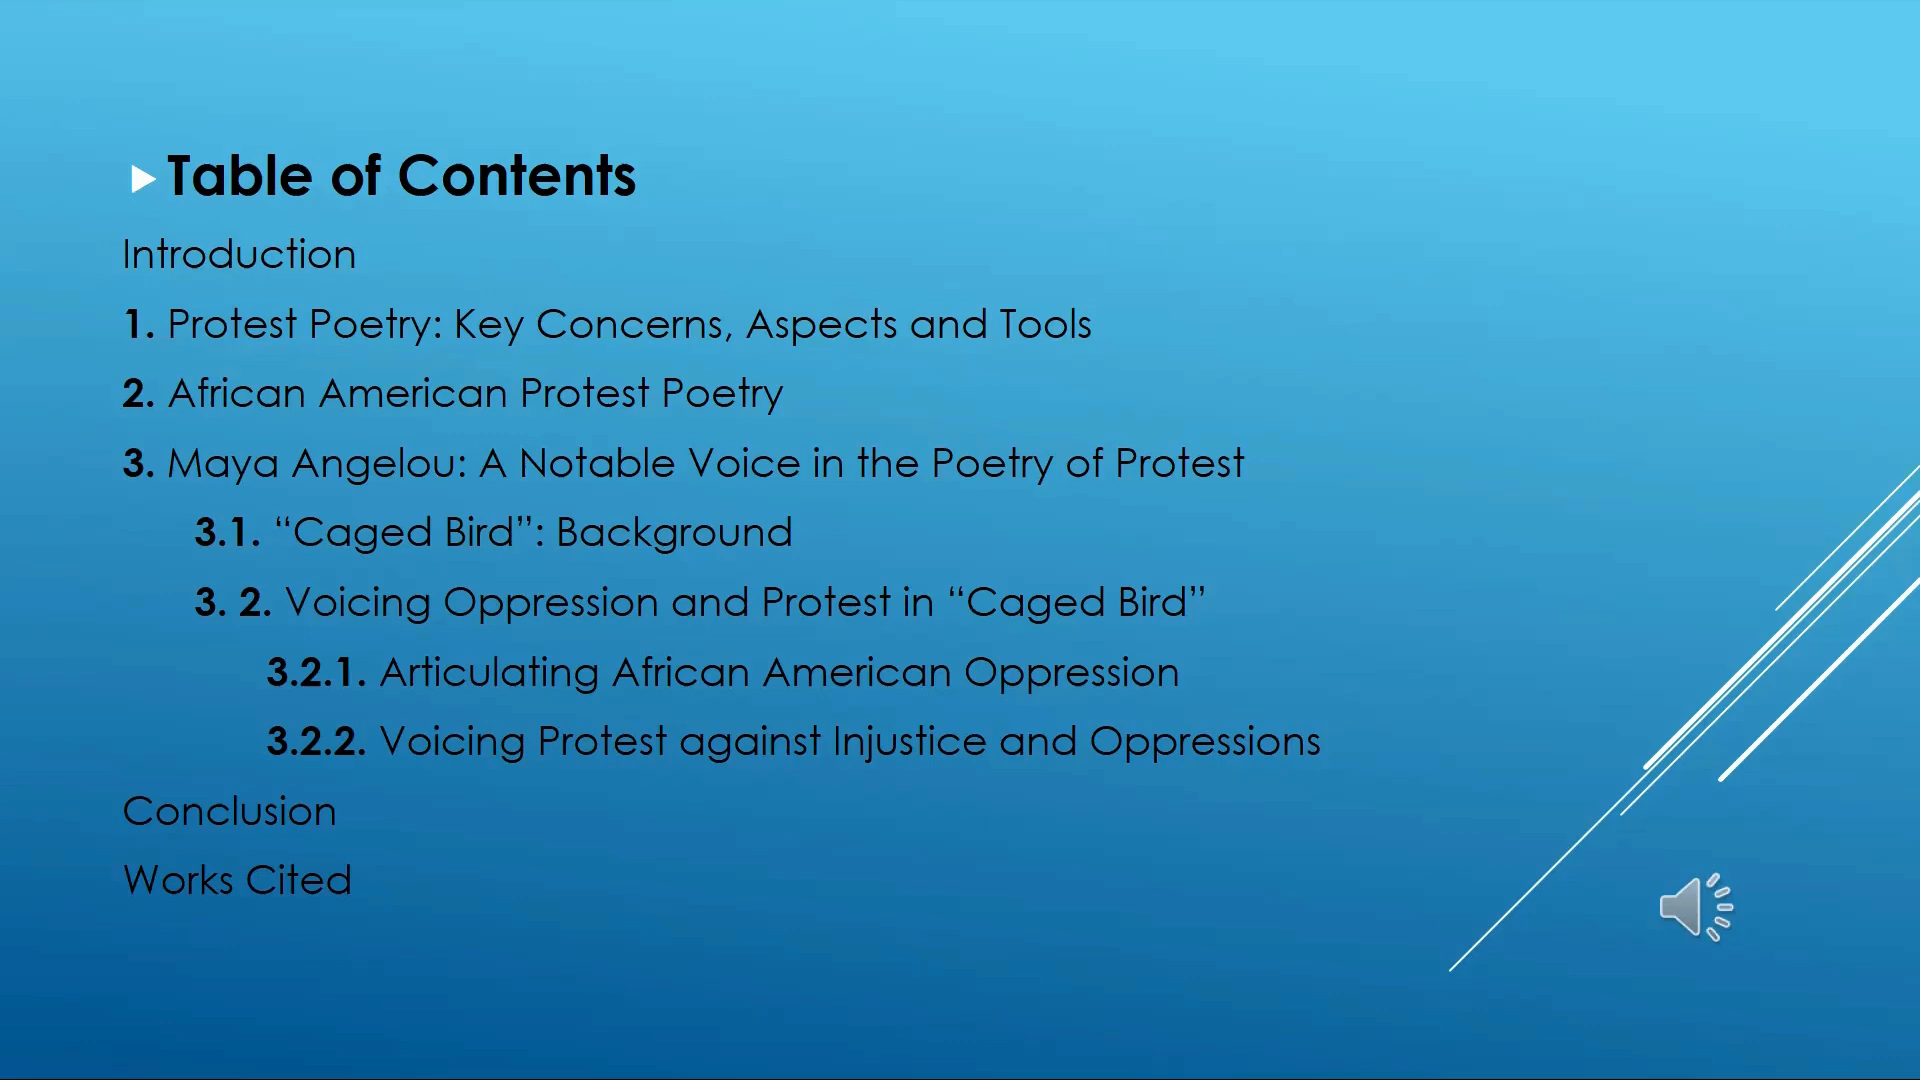 Table of Contents
Introduction
1. Protest Poetry: Key Concerns, Aspects and Tools
2. African American Protest Poetry
3. Maya Angelou: A Notable Voice in the Poetry of Protest
3.1. “Caged Bird”: Background
3. 2. Voicing Oppression and Protest in “Caged Bird”
3.2.1. Articulating African American Oppression
3.2.2. Voicing Protest against Injustice and Oppressions
Conclusion
Works Cited